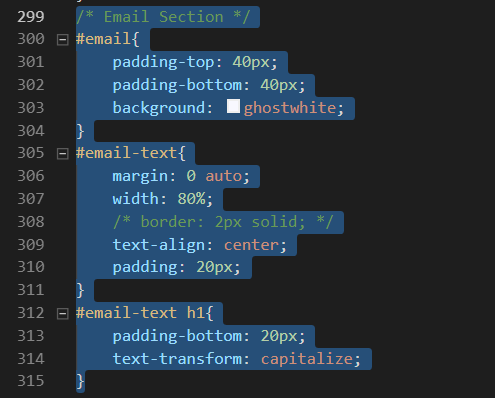 299 /* Email Section */
300 #email{
301     padding-top: 40px;
302     padding-bottom: 40px;
303     background: ghostwhite;
304 }
305 #email-text{
306     margin: 0 auto;
307     width: 80%;
308     /* border: 2px solid; */
309     text-align: center;
310     padding: 20px;
311 }
312 #email-text h1{
313     padding-bottom: 20px;
314     text-transform: capitalize;
315 }